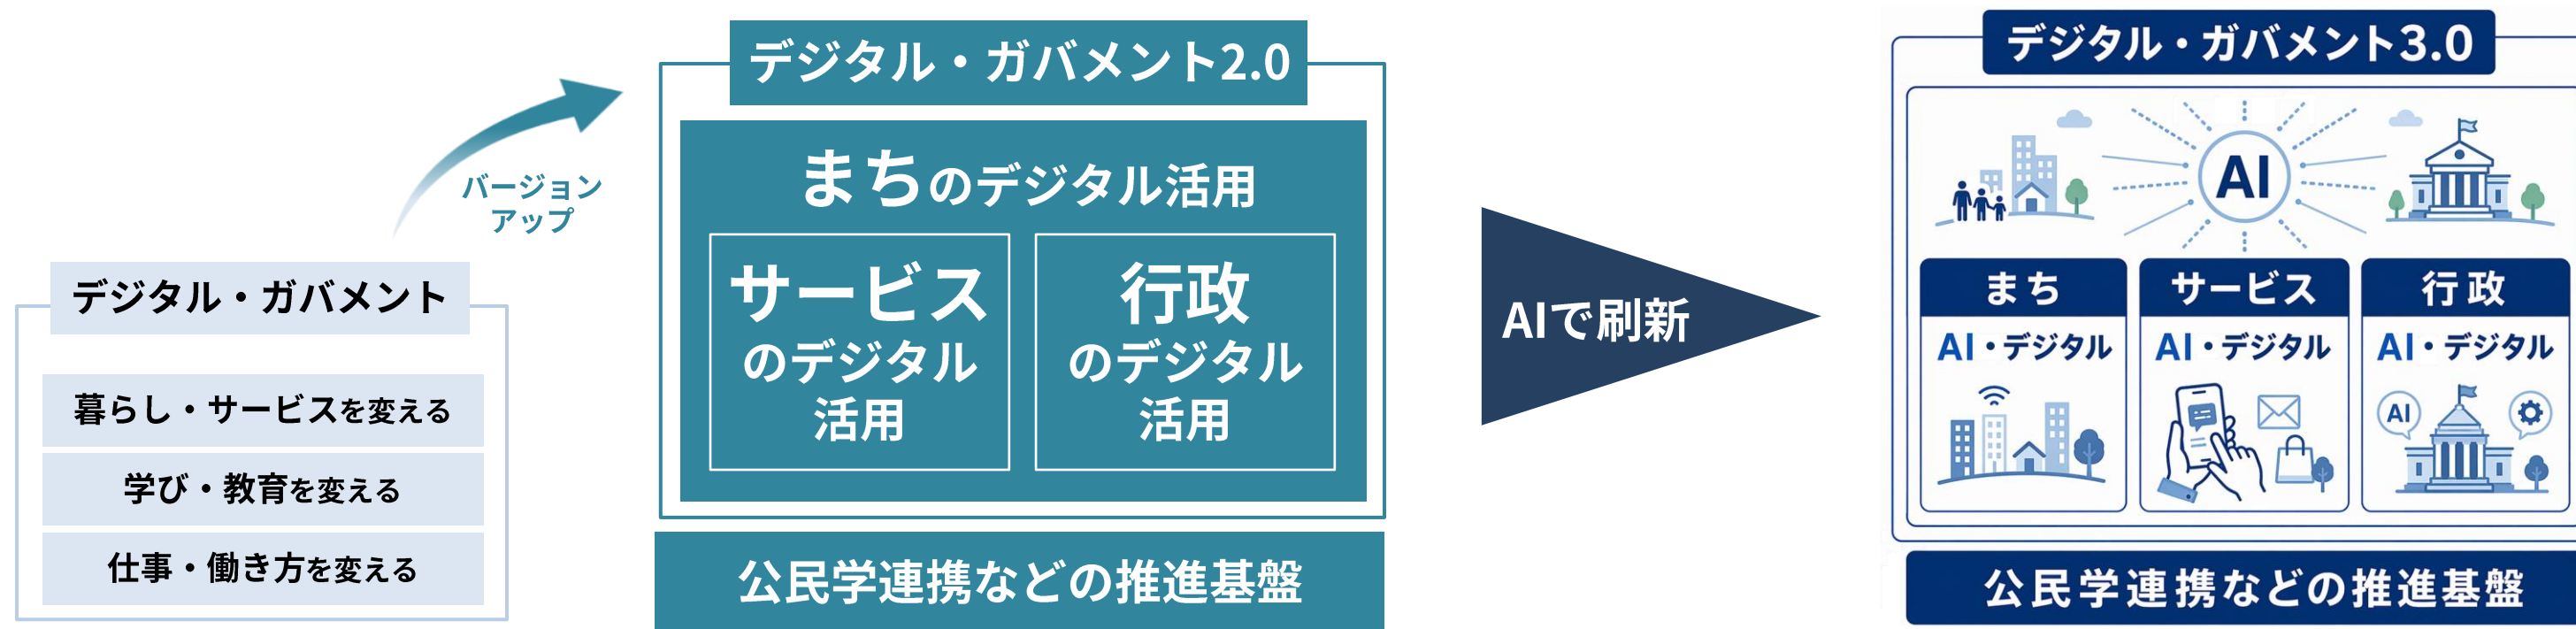 デジタル・ガバメント
暮らし・サービスを変える
学び・教育を変える
仕事・働き方を変える
バージョン
アップ
デジタル・ガバメント2.0
まちのデジタル活用
サービス
のデジタル
活用
行政
のデジタル
活用
公民学連携などの推進基盤
AIで刷新
デジタル・ガバメント3.0
AI
まち
AI・デジタル
サービス
AI・デジタル
行政
AI・デジタル
AI
公民学連携などの推進基盤